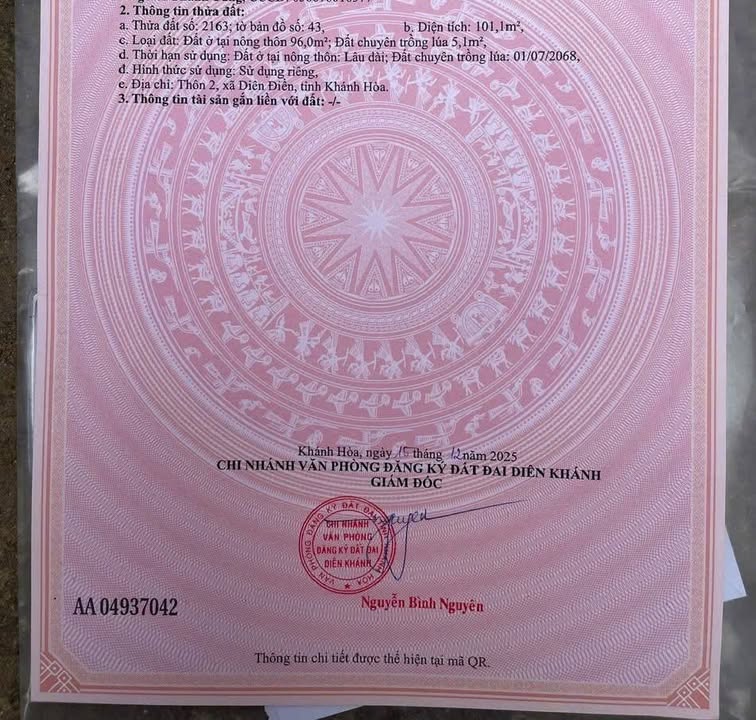 2. Thông tin thửa đất:
a. Thửa đất số: 2163; tờ bản đồ số: 43, b. Diện tích: 101,1m²,
c. Loại đất: Đất ở tại nông thôn 96,0m²; Đất chuyên trồng lúa 5,1m²,
d. Thời hạn sử dụng: Đất ở tại nông thôn: Lâu dài; Đất chuyên trồng lúa: 01/07/2068,
đ. Hình thức sử dụng: Sử dụng riêng,
e. Địa chỉ: Thôn 2, xã Diên Điền, tỉnh Khánh Hòa.
3. Thông tin tài sản gắn liền với đất: -/-
Khánh Hòa, ngày 15 tháng 12 năm 2025
CHI NHÁNH VĂN PHÒNG ĐĂNG KÝ ĐẤT ĐAI DIÊN KHÁNH
GIÁM ĐỐC
VĂN PHÒNG ĐĂNG KÝ ĐẤT ĐAI
CHI NHÁNH
VĂN PHÒNG
ĐĂNG KÝ ĐẤT ĐAI
DIÊN KHÁNH
Nguyễn Bình Nguyên
AA 04937042
Thông tin chi tiết được thể hiện tại mã QR.